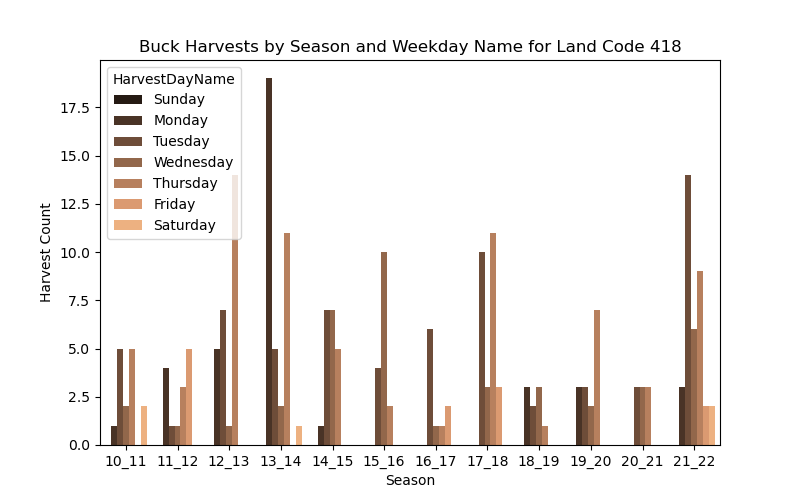 Buck Harvests by Season and Weekday Name for Land Code 418
HarvestDayName
Sunday
Monday
Tuesday
Wednesday
Thursday
Friday
Saturday
Harvest Count
17.5
15.0
12.5
10.0
7.5
5.0
2.5
0.0
10_11 11_12 12_13 13_14 14_15 15_16 16_17 17_18 18_19 19_20 20_21 21_22
Season